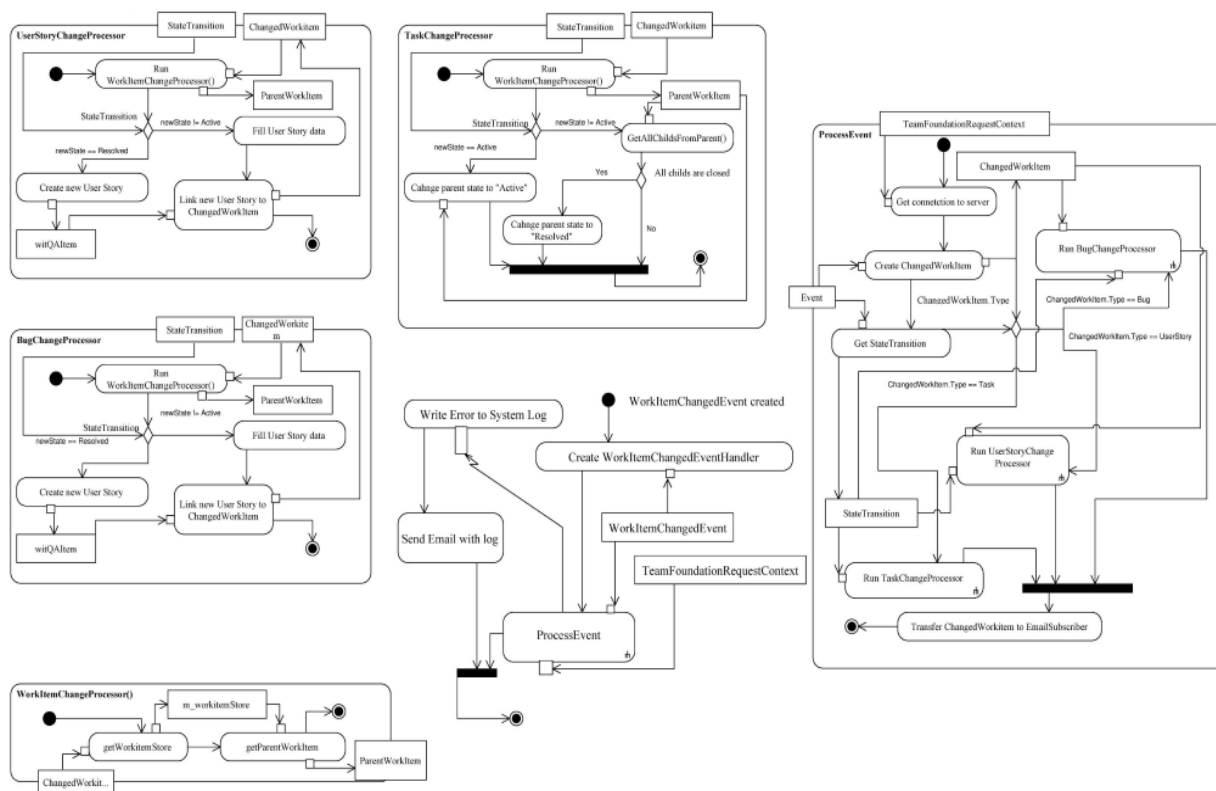 UserStoryChangeProcessor
StateTransition
ChangedWorkitem
Run
WorkItemChangeProcessor()
ParentWorkItem
StateTransition
newState != Active
Fill User Story data
newState == Resolved
Create new User Story
Link new User Story to
ChangedWorkItem
witQAItem
TaskChangeProcessor
StateTransition
ChangedWorkitem
Run
WorkItemChangeProcessor()
ParentWorkItem
StateTransition
newState != Active
GetAllChildsFromParent()
newState == Active
Yes
All childs are closed
Cahnge parent state to "Active"
Cahnge parent state to
"Resolved"
No
BugChangeProcessor
StateTransition
ChangedWorkite
m
Run
WorkItemChangeProcessor()
ParentWorkItem
newState != Active
StateTransition
newState == Resolved
Fill User Story data
Create new User Story
Link new User Story to
ChangedWorkItem
witQAItem
Write Error to System Log
WorkItemChangedEvent created
Create WorkItemChangedEventHandler
Send Email with log
WorkItemChangedEvent
TeamFoundationRequestContext
ProcessEvent
WorkItemChangeProcessor()
m_workitemStore
getWorkitemStore
getParentWorkItem
ParentWorkItem
ChangedWorkit...
TeamFoundationRequestContext
ProcessEvent
ChangedWorkItem
Get connetction to server
Run BugChangeProcessor
Create ChangedWorkItem
Event
ChangedWorkItem.Type
ChangedWorkItem.Type == Bug
Get StateTransition
ChangedWorkItem.Type == UserStory
ChangedWorkItem.Type == Task
Run UserStoryChange
Processor
StateTransition
Run TaskChangeProcessor
Transfer ChangedWorkitem to EmailSubscriber